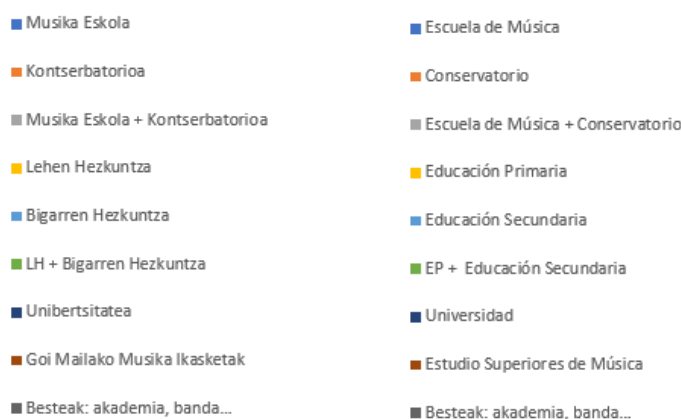 Musika Eskola
Kontserbatorioa
Musika Eskola + Kontserbatorioa
Lehen Hezkuntza
Bigarren Hezkuntza
LH + Bigarren Hezkuntza
Unibertsitatea
Goi Mailako Musika Ikasketak
Besteak: akademia, banda...
Escuela de Música
Conservatorio
Escuela de Música + Conservatorio
Educación Primaria
Educación Secundaria
EP + Educación Secundaria
Universidad
Estudio Superiores de Música
Besteak: akademia, banda...